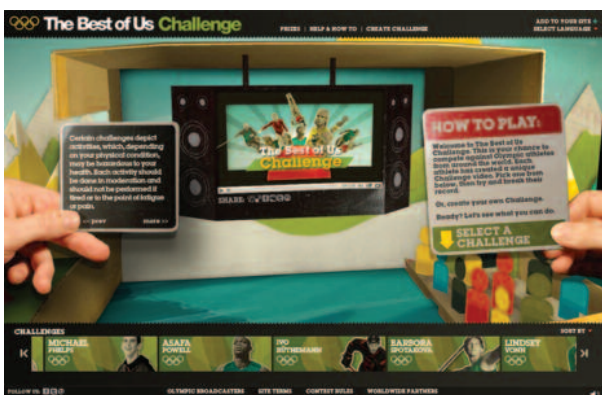 The Best of Us Challenge
PRIZES | HELP & HOW TO | CREATE CHALLENGE
ADD TO YOUR SITE
SELECT LANGUAGE
Certain challenges depict
activities, which, depending
on your physical condition,
may be hazardous to your
health. Each activity should
be done in moderation and
should not be performed if
tired or to the point of fatigue
or pain.
<< prev more >>
The Best of Us
Challenge
SHARE:
HOW TO PLAY:
Welcome to The Best of Us
Challenge. This is your chance to
compete against Olympic athletes
from around the world. Each
athlete has created a unique
Challenge video. Pick one from
below, then try and break their
record.
Or, create your own Challenge.
Ready? Let's see what you can do.
SELECT A
CHALLENGE
CHALLENGES
SORT BY
MICHAEL
PHELPS
ASAFA
POWELL
IVO
RÜTHEMANN
BARBORA
SPOTAKOVA
LINDSEY
VONN
FOLLOW US:
OLYMPIC BROADCASTERS SITE TERMS CONTEST RULES WORLDWIDE PARTNERS